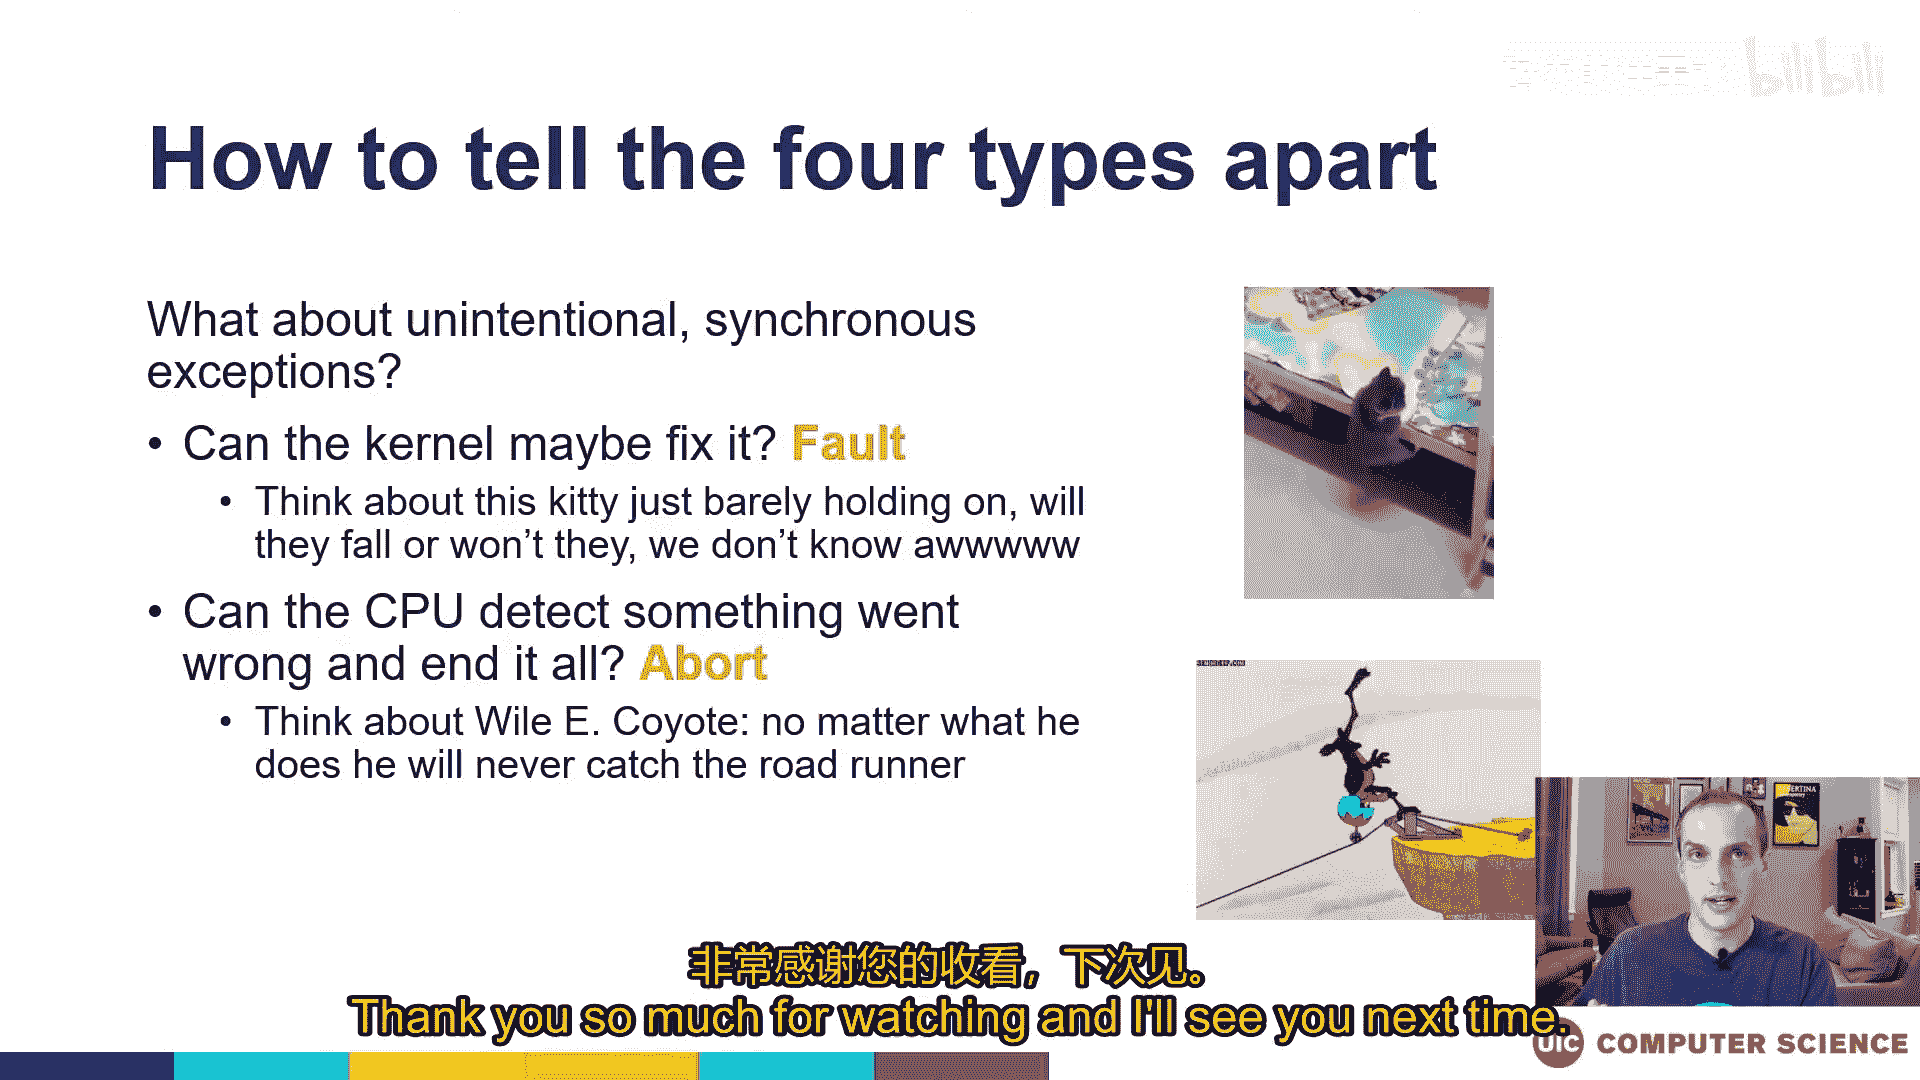 bilibili
How to tell the four types apart
What about unintentional, synchronous
exceptions?
• Can the kernel maybe fix it? Fault
• Think about this kitty just barely holding on, will
they fall or won’t they, we don’t know awwwww
• Can the CPU detect something went
wrong and end it all? Abort
• Think about Wile E. Coyote: no matter what he
does he will never catch the road runner
非常感谢您的收看，下次见。
Thank you so much for watching and I'll see you next time.
UIC COMPUTER SCIENCE